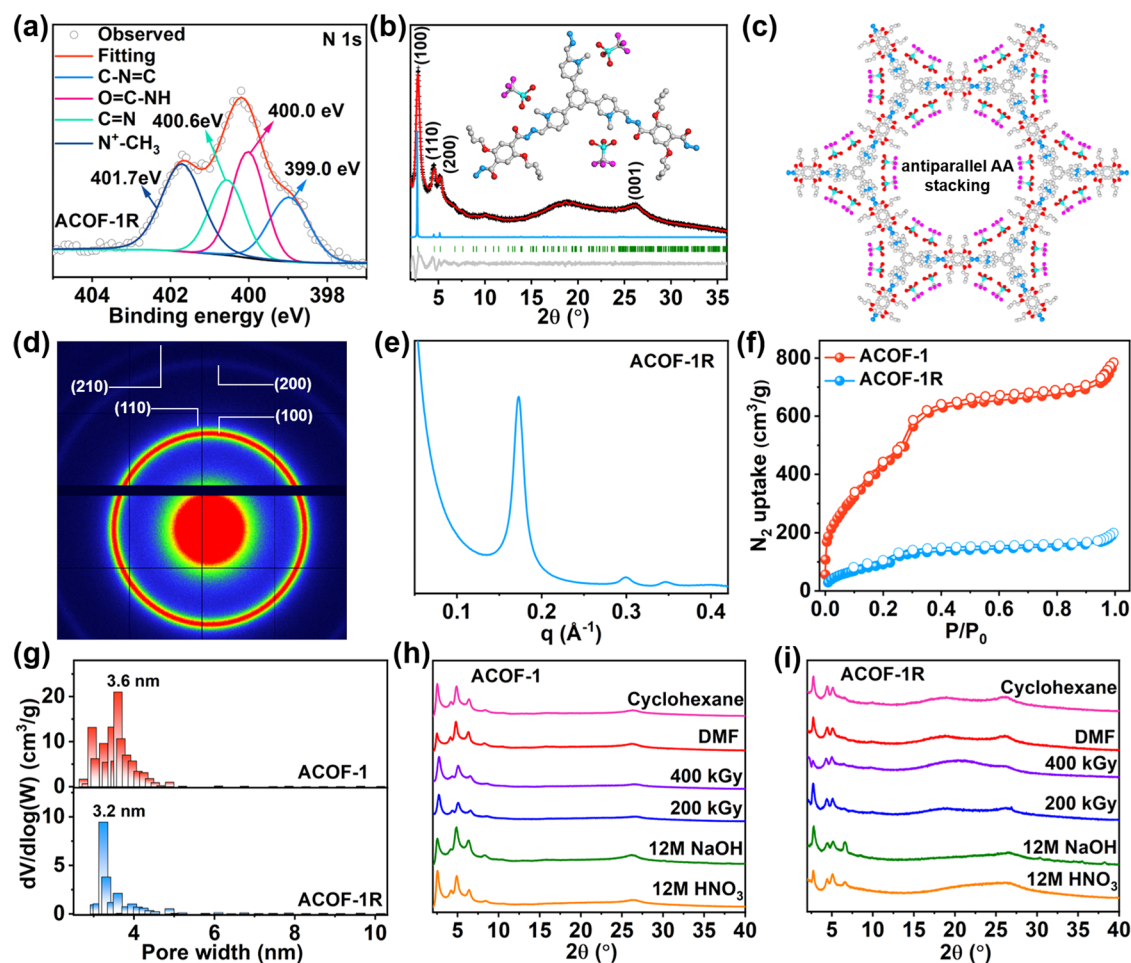 (a)
Observed
N 1s
Fitting
C-N=C
O=C-NH
C=N
N⁺-CH₃
400.6eV
400.0 eV
399.0 eV
401.7eV
ACOF-1R
404 402 400 398
Binding energy (eV)
(b)
(100)
(110)
(200)
(001)
5 10 15 20 25 30 35
2θ (°)
(c)
antiparallel AA
stacking
(d)
(210)
(200)
(110)
(100)
(e)
ACOF-1R
0.1 0.2 0.3 0.4
q (Å⁻¹)
(f)
ACOF-1
ACOF-1R
800
600
400
200
0
0.0 0.2 0.4 0.6 0.8 1.0
N₂ uptake (cm³/g)
P/P₀
(g)
3.6 nm
20
10
0
ACOF-1
3.2 nm
10
5
0
ACOF-1R
dV/dlog(W) (cm³/g)
4 6 8 10
Pore width (nm)
(h)
ACOF-1
Cyclohexane
DMF
400 kGy
200 kGy
12M NaOH
12M HNO₃
5 10 15 20 25 30 35 40
2θ (°)
(i)
ACOF-1R
Cyclohexane
DMF
400 kGy
200 kGy
12M NaOH
12M HNO₃
5 10 15 20 25 30 35 40
2θ (°)